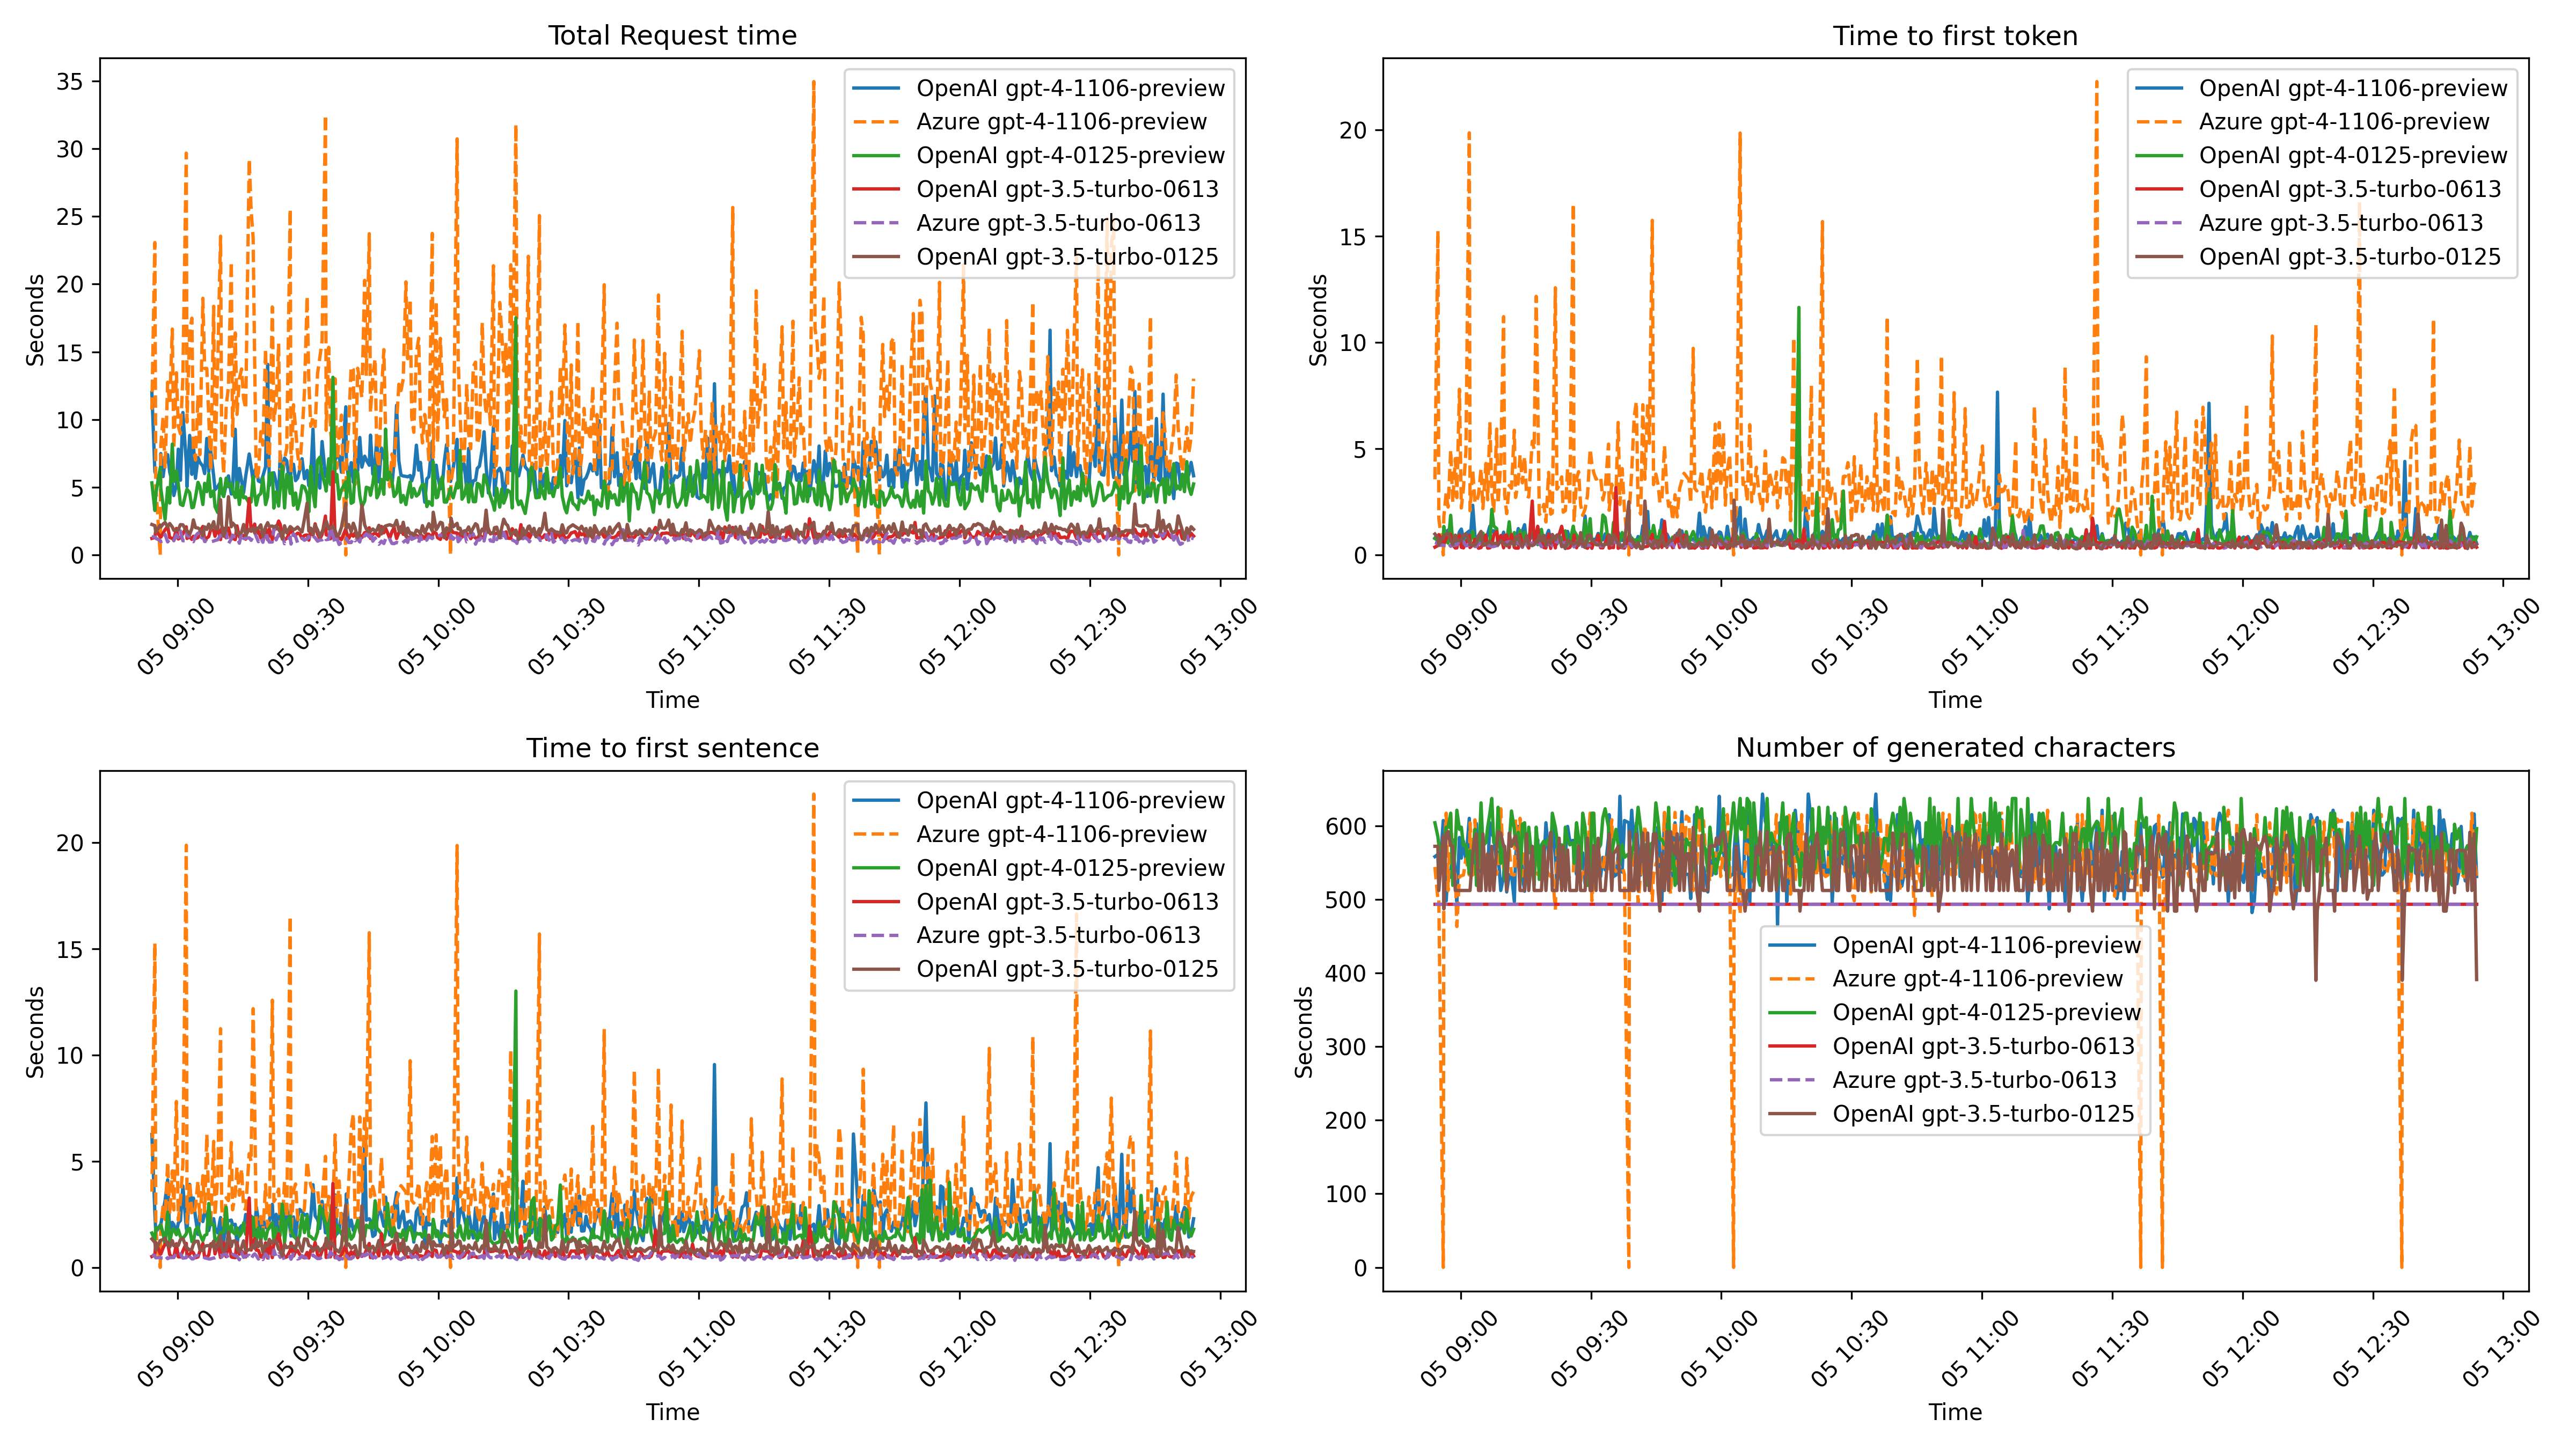 Total Request time
35
30
25
20
15
10
5
0
Seconds
OpenAI gpt-4-1106-preview
Azure gpt-4-1106-preview
OpenAI gpt-4-0125-preview
OpenAI gpt-3.5-turbo-0613
Azure gpt-3.5-turbo-0613
OpenAI gpt-3.5-turbo-0125
05 09:00
05 09:30
05 10:00
05 10:30
05 11:00
05 11:30
05 12:00
05 12:30
05 13:00
Time
Time to first token
20
15
10
5
0
Seconds
OpenAI gpt-4-1106-preview
Azure gpt-4-1106-preview
OpenAI gpt-4-0125-preview
OpenAI gpt-3.5-turbo-0613
Azure gpt-3.5-turbo-0613
OpenAI gpt-3.5-turbo-0125
05 09:00
05 09:30
05 10:00
05 10:30
05 11:00
05 11:30
05 12:00
05 12:30
05 13:00
Time
Time to first sentence
20
15
10
5
0
Seconds
OpenAI gpt-4-1106-preview
Azure gpt-4-1106-preview
OpenAI gpt-4-0125-preview
OpenAI gpt-3.5-turbo-0613
Azure gpt-3.5-turbo-0613
OpenAI gpt-3.5-turbo-0125
05 09:00
05 09:30
05 10:00
05 10:30
05 11:00
05 11:30
05 12:00
05 12:30
05 13:00
Time
Number of generated characters
600
500
400
300
200
100
0
Seconds
OpenAI gpt-4-1106-preview
Azure gpt-4-1106-preview
OpenAI gpt-4-0125-preview
OpenAI gpt-3.5-turbo-0613
Azure gpt-3.5-turbo-0613
OpenAI gpt-3.5-turbo-0125
05 09:00
05 09:30
05 10:00
05 10:30
05 11:00
05 11:30
05 12:00
05 12:30
05 13:00
Time